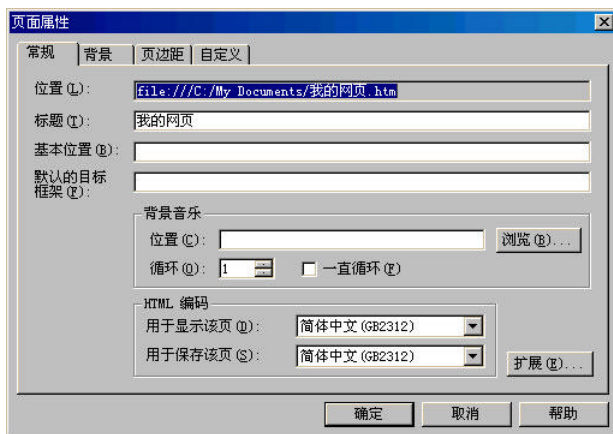 页面属性
常规 背景 页边距 自定义
位置(L): file:///C:/My Documents/我的网页.htm
标题(T): 我的网页
基本位置(B):
默认的目标
框架(F):
背景音乐
位置(C): 浏览(B)...
循环(O): 1 一直循环(F)
HTML 编码
用于显示该页(D): 简体中文(GB2312)
用于保存该页(S): 简体中文(GB2312)
扩展(E)...
确定 取消 帮助